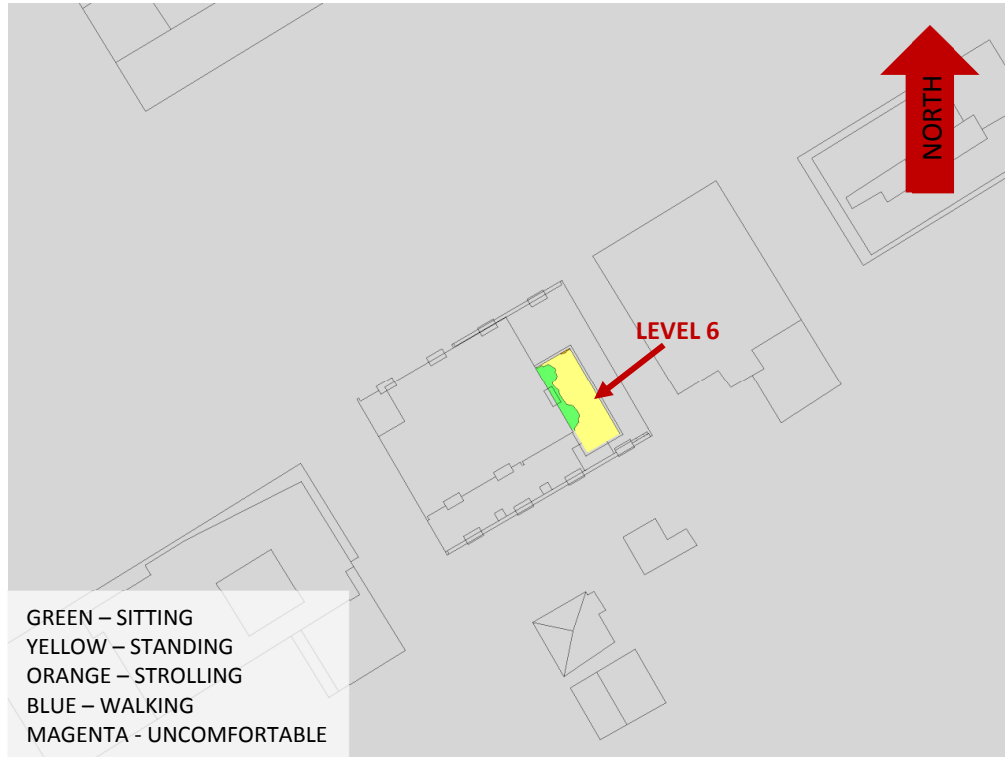 NORTH
LEVEL 6
GREEN – SITTING
YELLOW – STANDING
ORANGE – STROLLING
BLUE – WALKING
MAGENTA - UNCOMFORTABLE